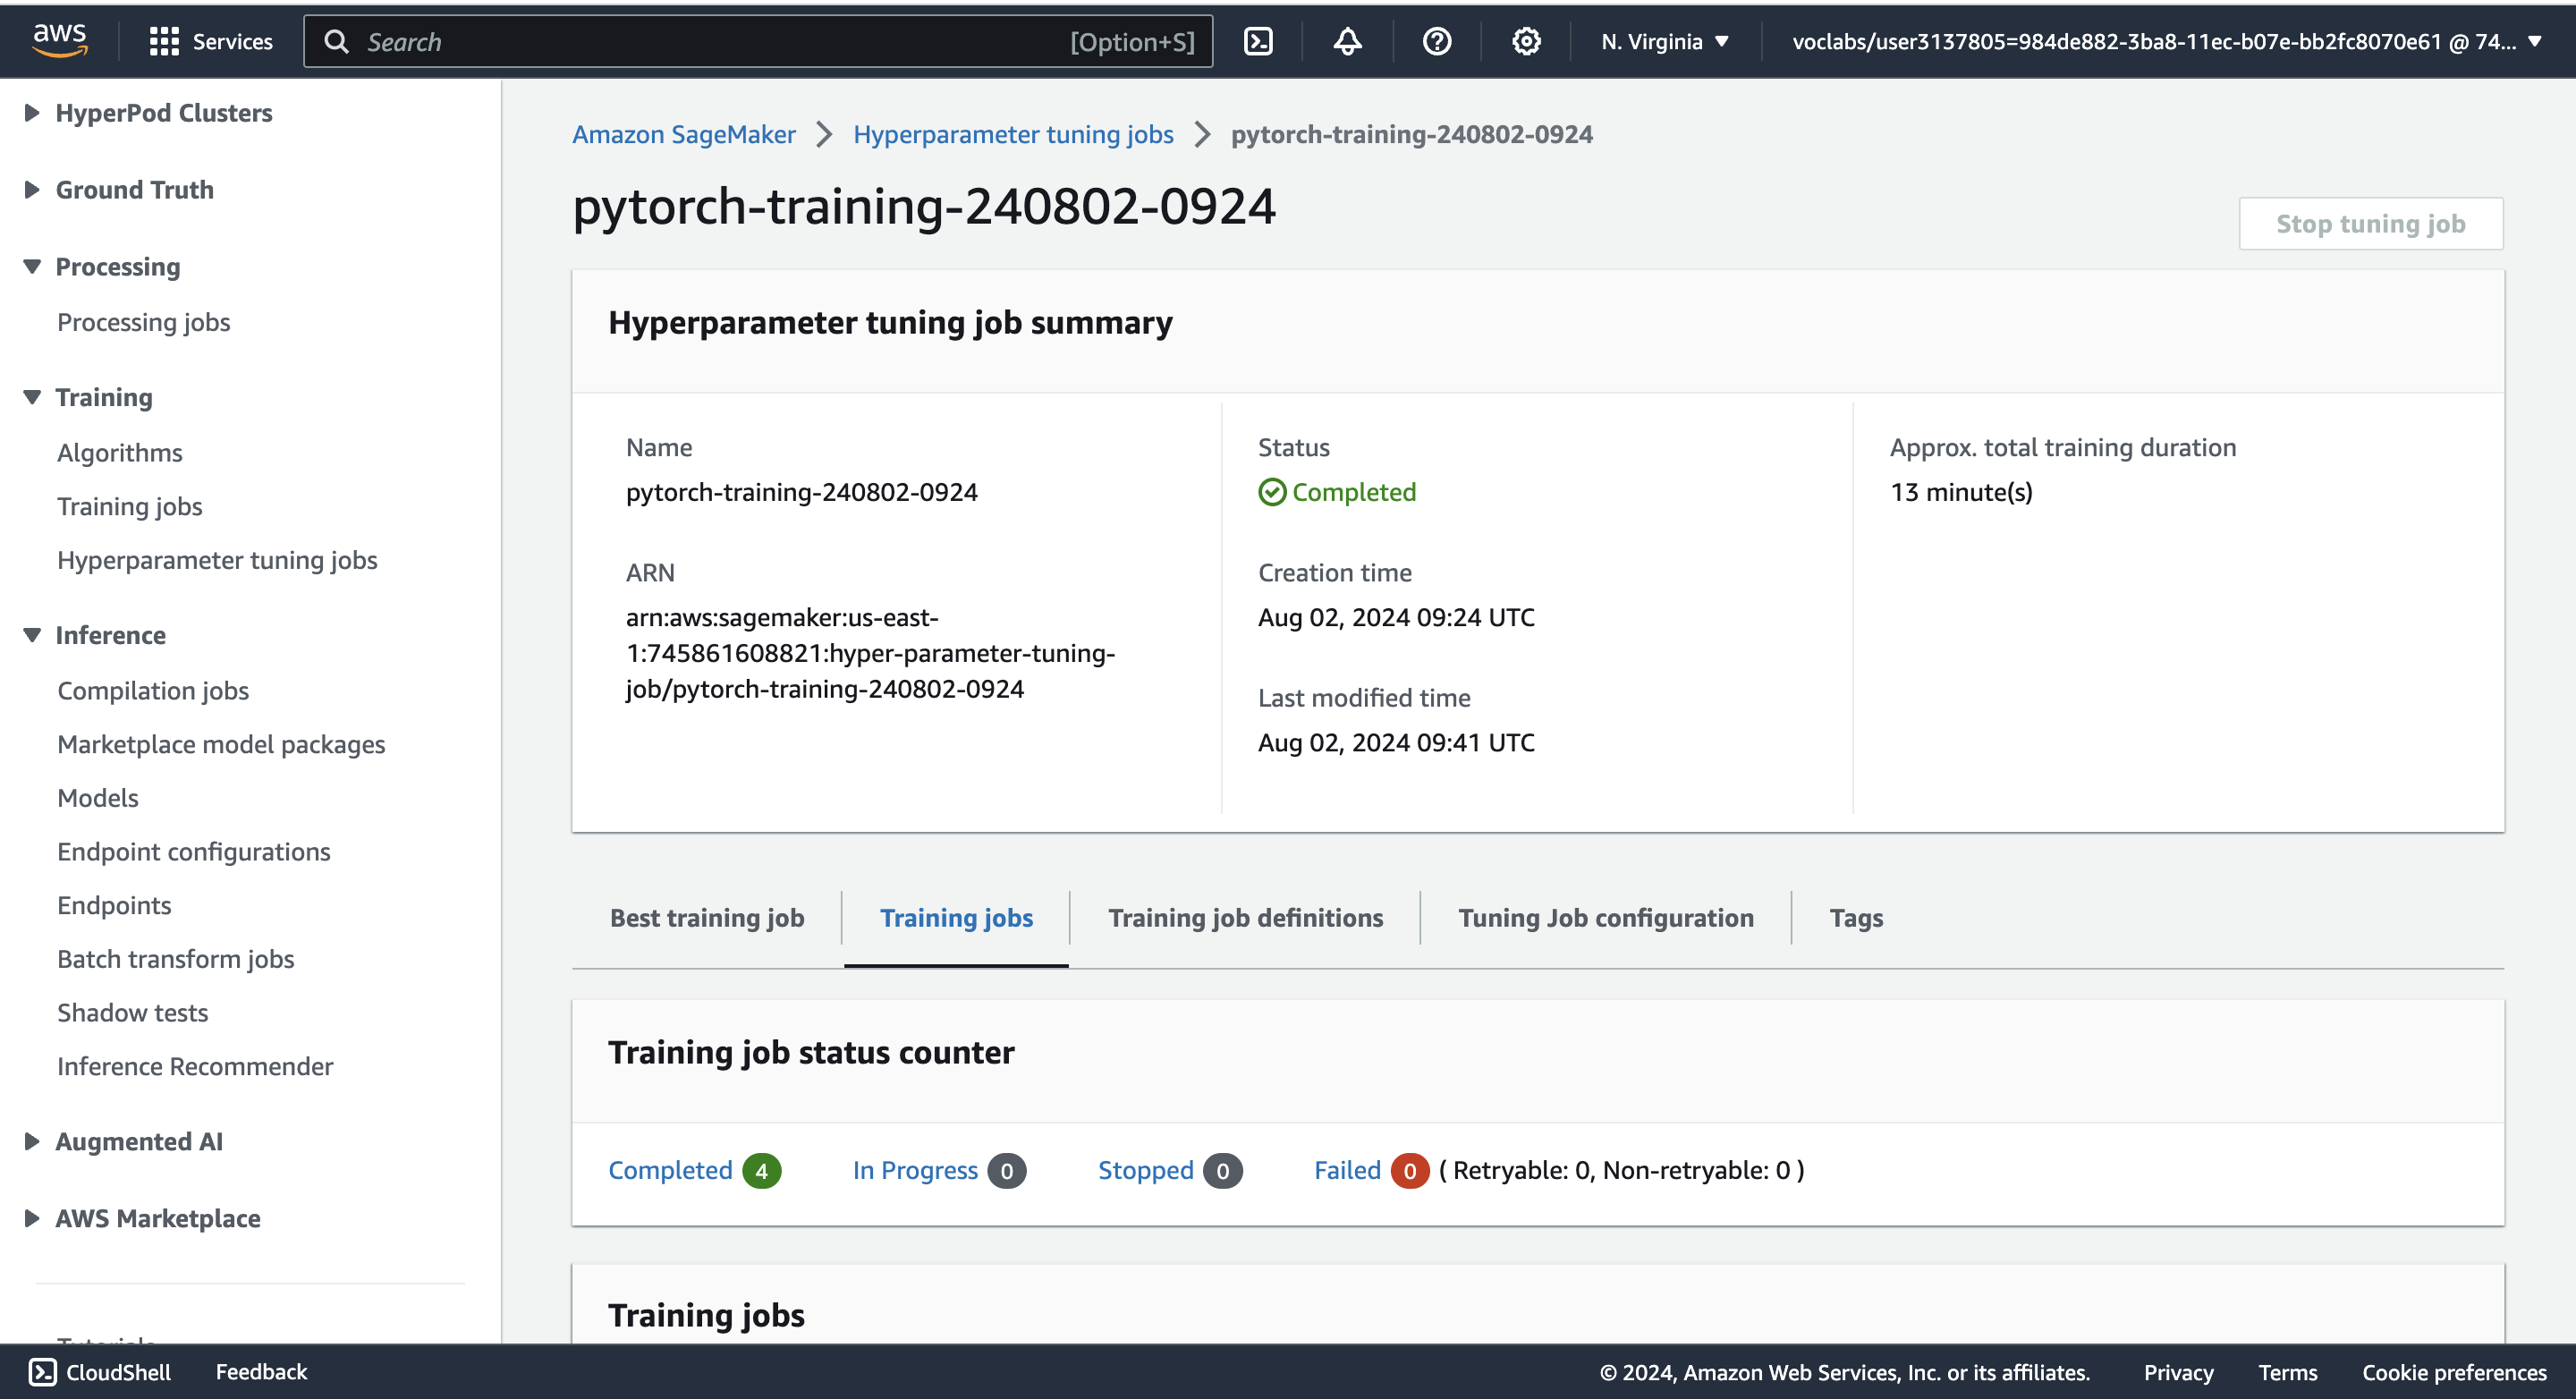 aws Services Search [Option+S] N. Virginia voclabs/user3137805=984de882-3ba8-11ec-b07e-bb2fc8070e61 @ 74...
HyperPod Clusters
Ground Truth
Processing
Processing jobs
Training
Algorithms
Training jobs
Hyperparameter tuning jobs
Inference
Compilation jobs
Marketplace model packages
Models
Endpoint configurations
Endpoints
Batch transform jobs
Shadow tests
Inference Recommender
Augmented AI
AWS Marketplace
Tutorials
Amazon SageMaker > Hyperparameter tuning jobs > pytorch-training-240802-0924
pytorch-training-240802-0924
Stop tuning job
Hyperparameter tuning job summary
Name
pytorch-training-240802-0924
ARN
arn:aws:sagemaker:us-east-
1:745861608821:hyper-parameter-tuning-
job/pytorch-training-240802-0924
Status
Completed
Creation time
Aug 02, 2024 09:24 UTC
Last modified time
Aug 02, 2024 09:41 UTC
Approx. total training duration
13 minute(s)
Best training job Training jobs Training job definitions Tuning Job configuration Tags
Training job status counter
Completed 4 In Progress 0 Stopped 0 Failed 0 ( Retryable: 0, Non-retryable: 0 )
Training jobs
CloudShell Feedback © 2024, Amazon Web Services, Inc. or its affiliates. Privacy Terms Cookie preferences